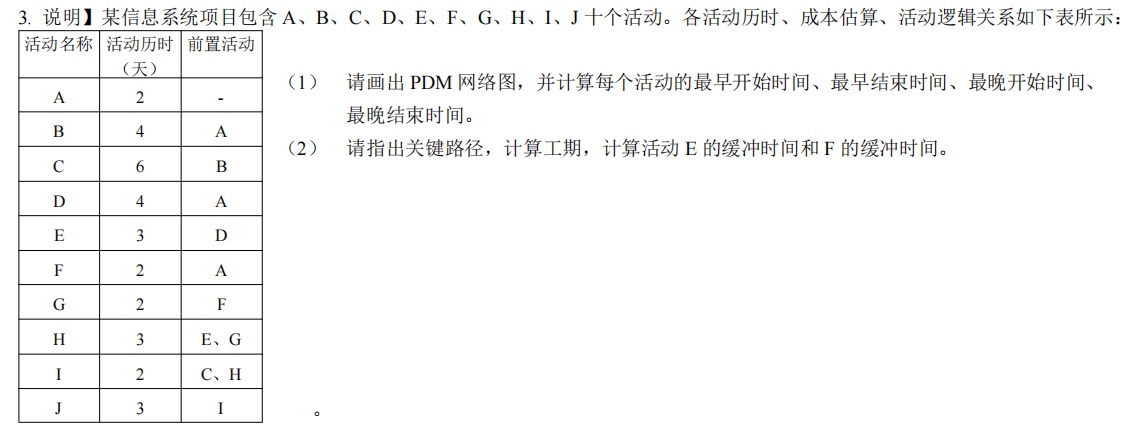 3. 说明】某信息系统项目包含 A、B、C、D、E、F、G、H、I、J 十个活动。各活动历时、成本估算、活动逻辑关系如下表所示：
活动名称 活动历时（天） 前置活动
A 2 -
B 4 A
C 6 B
D 4 A
E 3 D
F 2 A
G 2 F
H 3 E、G
I 2 C、H
J 3 I
（1） 请画出 PDM 网络图，并计算每个活动的最早开始时间、最早结束时间、最晚开始时间、
最晚结束时间。
（2） 请指出关键路径，计算工期，计算活动 E 的缓冲时间和 F 的缓冲时间。
。